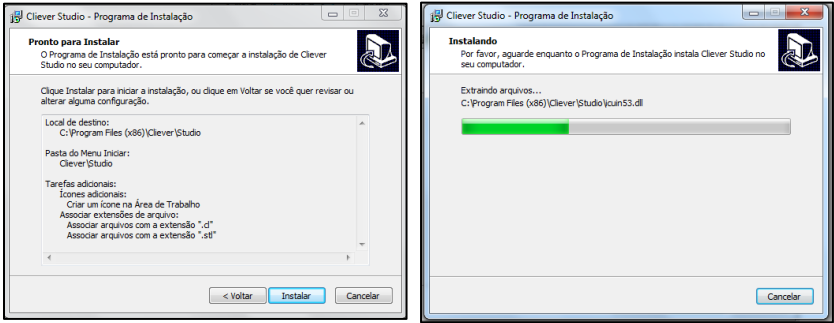 Cliever Studio - Programa de Instalação
Pronto para Instalar
O Programa de Instalação está pronto para começar a instalação de Cliever
Studio no seu computador.
Clique Instalar para iniciar a instalação, ou clique em Voltar se você quer revisar ou
alterar alguma configuração.
Local de destino:
C:\Program Files (x86)\Cliever\Studio
Pasta do Menu Iniciar:
Cliever\Studio
Tarefas adicionais:
Ícones adicionais:
Criar um ícone na Área de Trabalho
Associar extensões de arquivo:
Associar arquivos com a extensão ".cl"
Associar arquivos com a extensão ".stl"
< Voltar
Instalar
Cancelar
Cliever Studio - Programa de Instalação
Instalando
Por favor, aguarde enquanto o Programa de Instalação instala Cliever Studio no
seu computador.
Extraindo arquivos...
C:\Program Files (x86)\Cliever\Studio\icuin53.dll
Cancelar